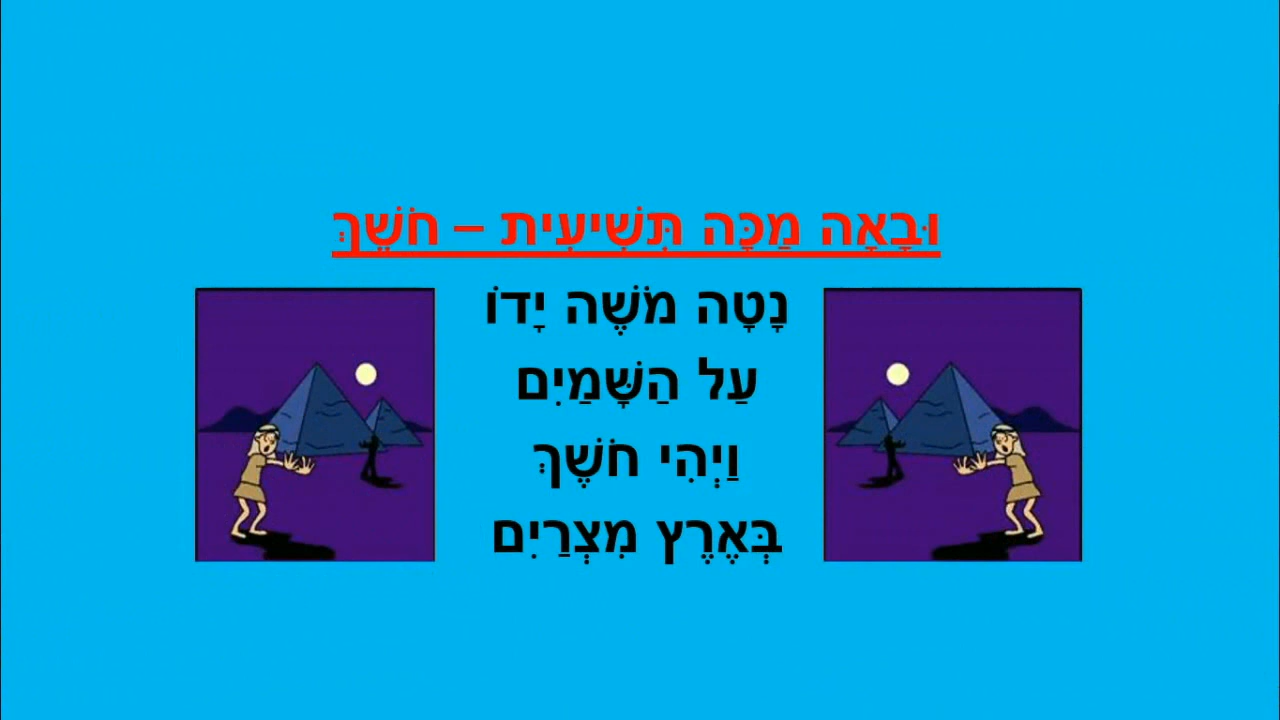 וּבָאָה מַכָּה תְּשִׁיעִית – חֹשֶׁךְ
נָטָה מֹשֶׁה יָדוֹ
עַל הַשָּׁמַיִם
וַיְהִי חֹשֶׁךְ
בְּאֶרֶץ מִצְרַיִם